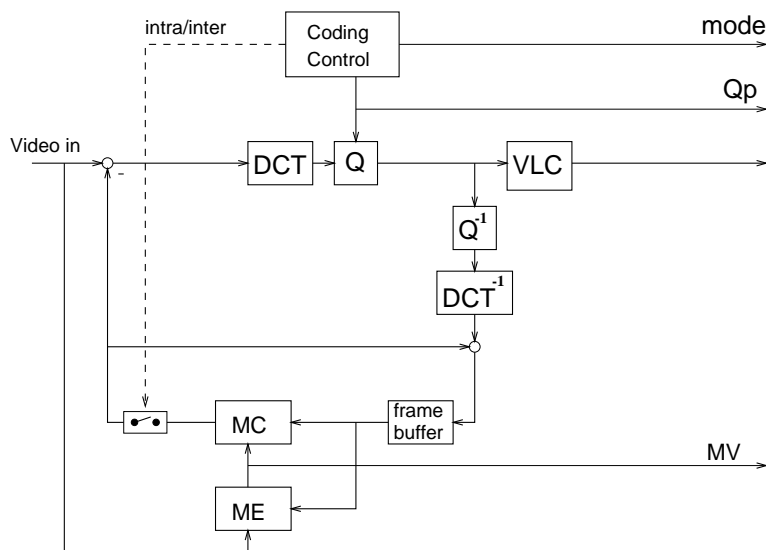 intra/inter
Coding
Control
mode
Qp
Video in
-
DCT
Q
VLC
Q-1
DCT-1
MC
frame
buffer
MV
ME